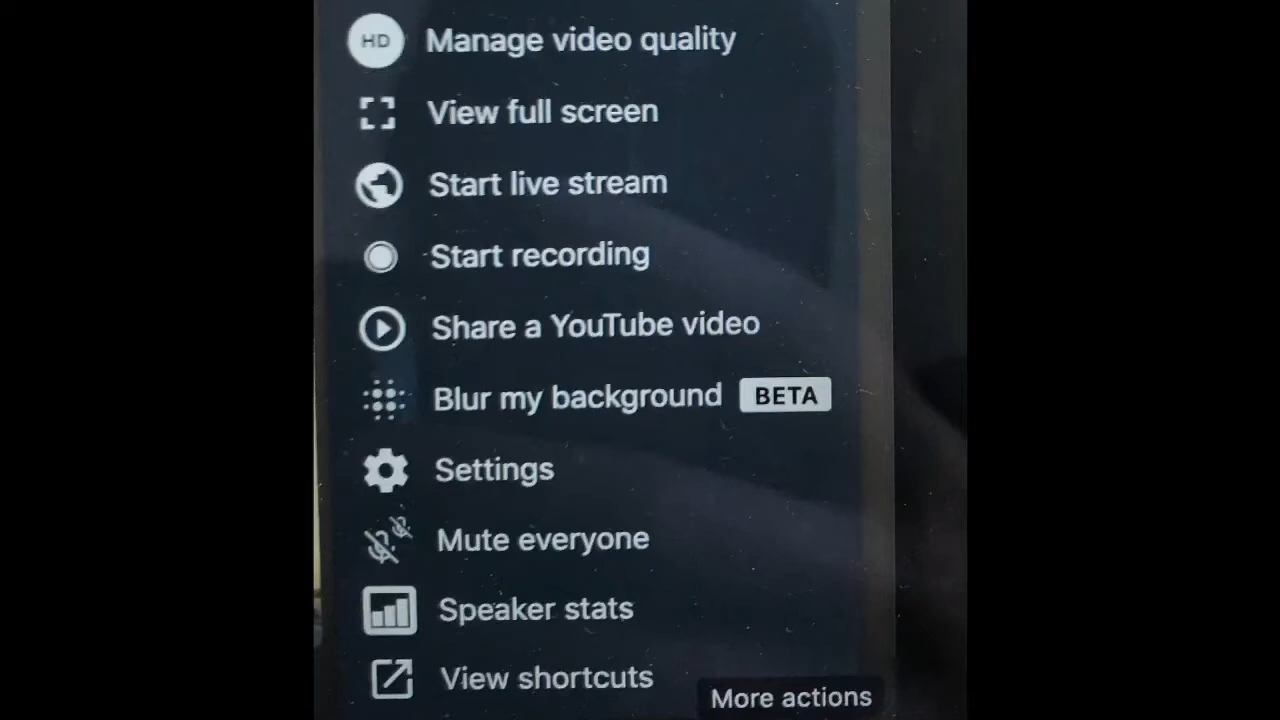 HD Manage video quality
View full screen
Start live stream
Start recording
Share a YouTube video
Blur my background BETA
Settings
Mute everyone
Speaker stats
View shortcuts
More actions